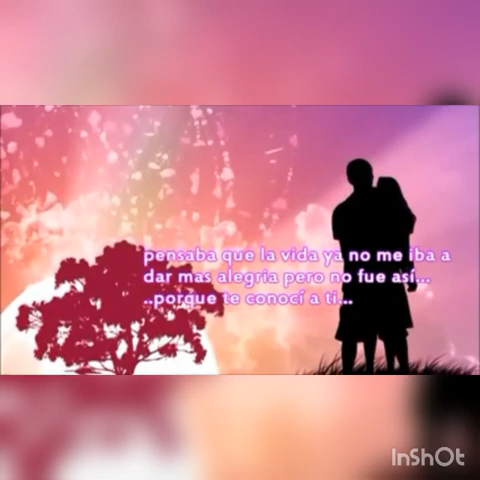 pensaba que la vida ya no me iba a
dar mas alegria pero no fue así...
..porque te conocí a ti...
InShOt